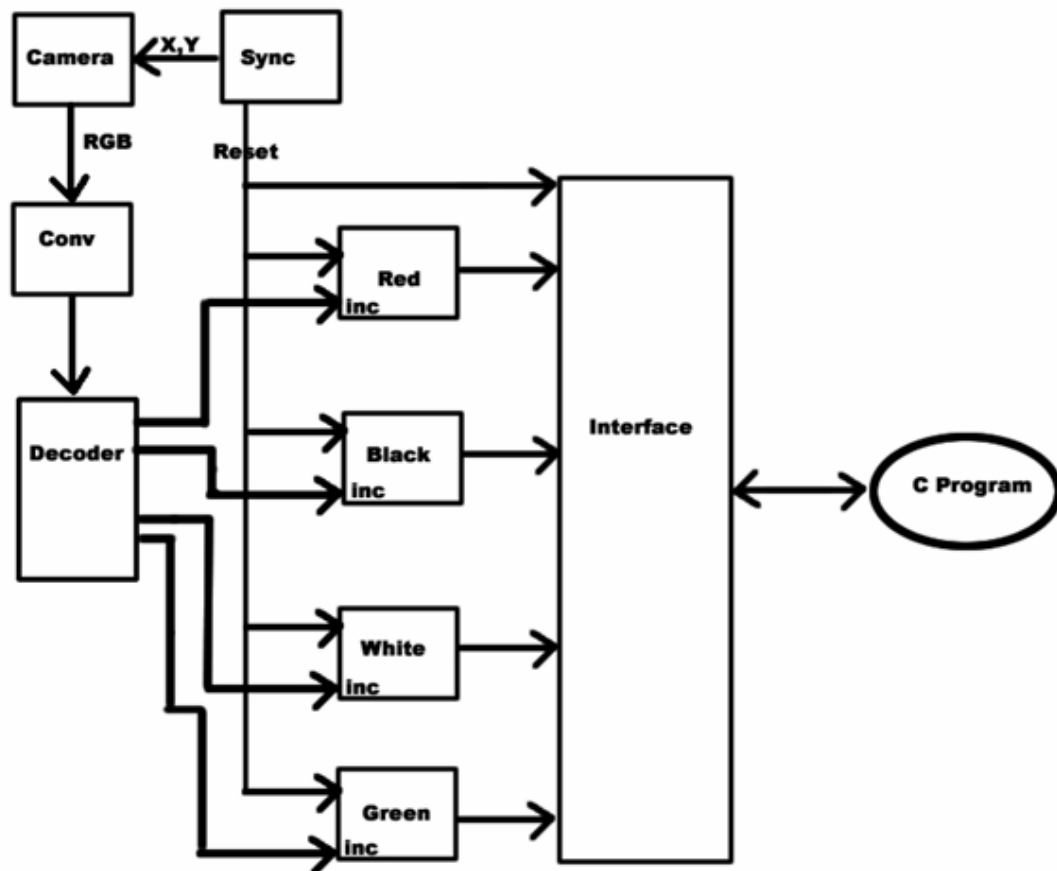 Camera
X,Y
Sync
RGB
Reset
Conv
Red
inc
Decoder
Black
inc
Interface
C Program
White
inc
Green
inc